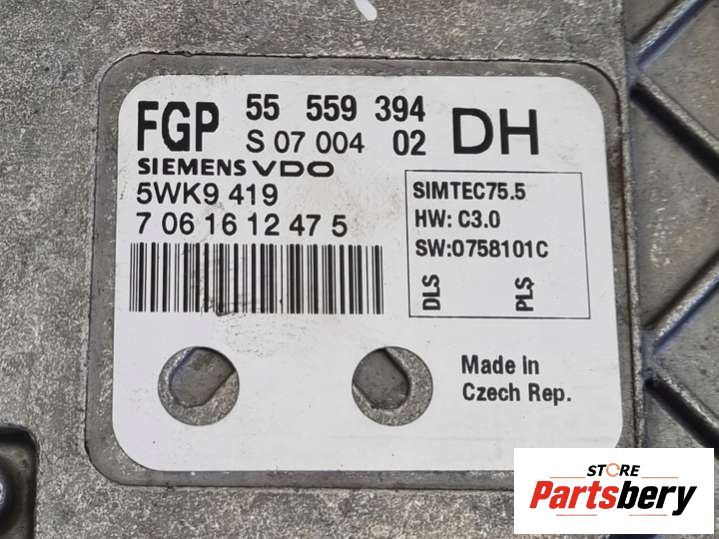 FGP 55 559 394 DH
S 07 004 02
SIEMENS VDO
5WK9 419
7 06 16 12 47 5
SIMTEC75.5
HW: C3.0
SW:0758101C
DLS PLS
Made in
Czech Rep.
STORE
Partsbery